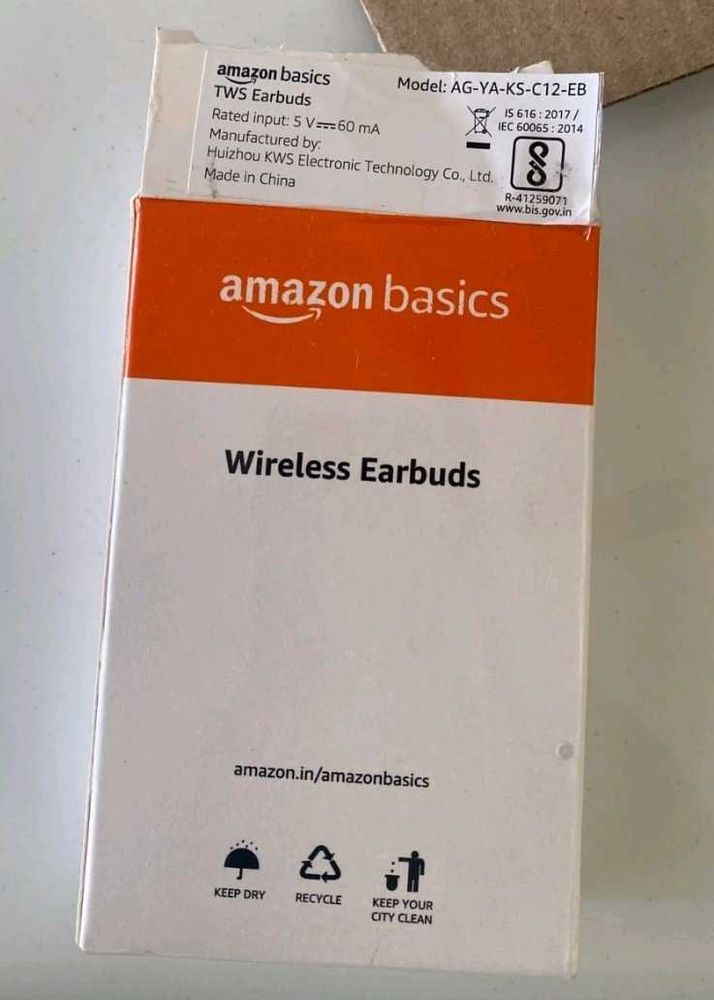 amazon basics
TWS Earbuds
Rated input: 5 V⎓60 mA
Manufactured by:
Huizhou KWS Electronic Technology Co., Ltd.
Made in China
Model: AG-YA-KS-C12-EB
IS 616 : 2017 /
IEC 60065 : 2014
R-41259071
www.bis.gov.in
amazon basics
Wireless Earbuds
amazon.in/amazonbasics
KEEP DRY
RECYCLE
KEEP YOUR
CITY CLEAN